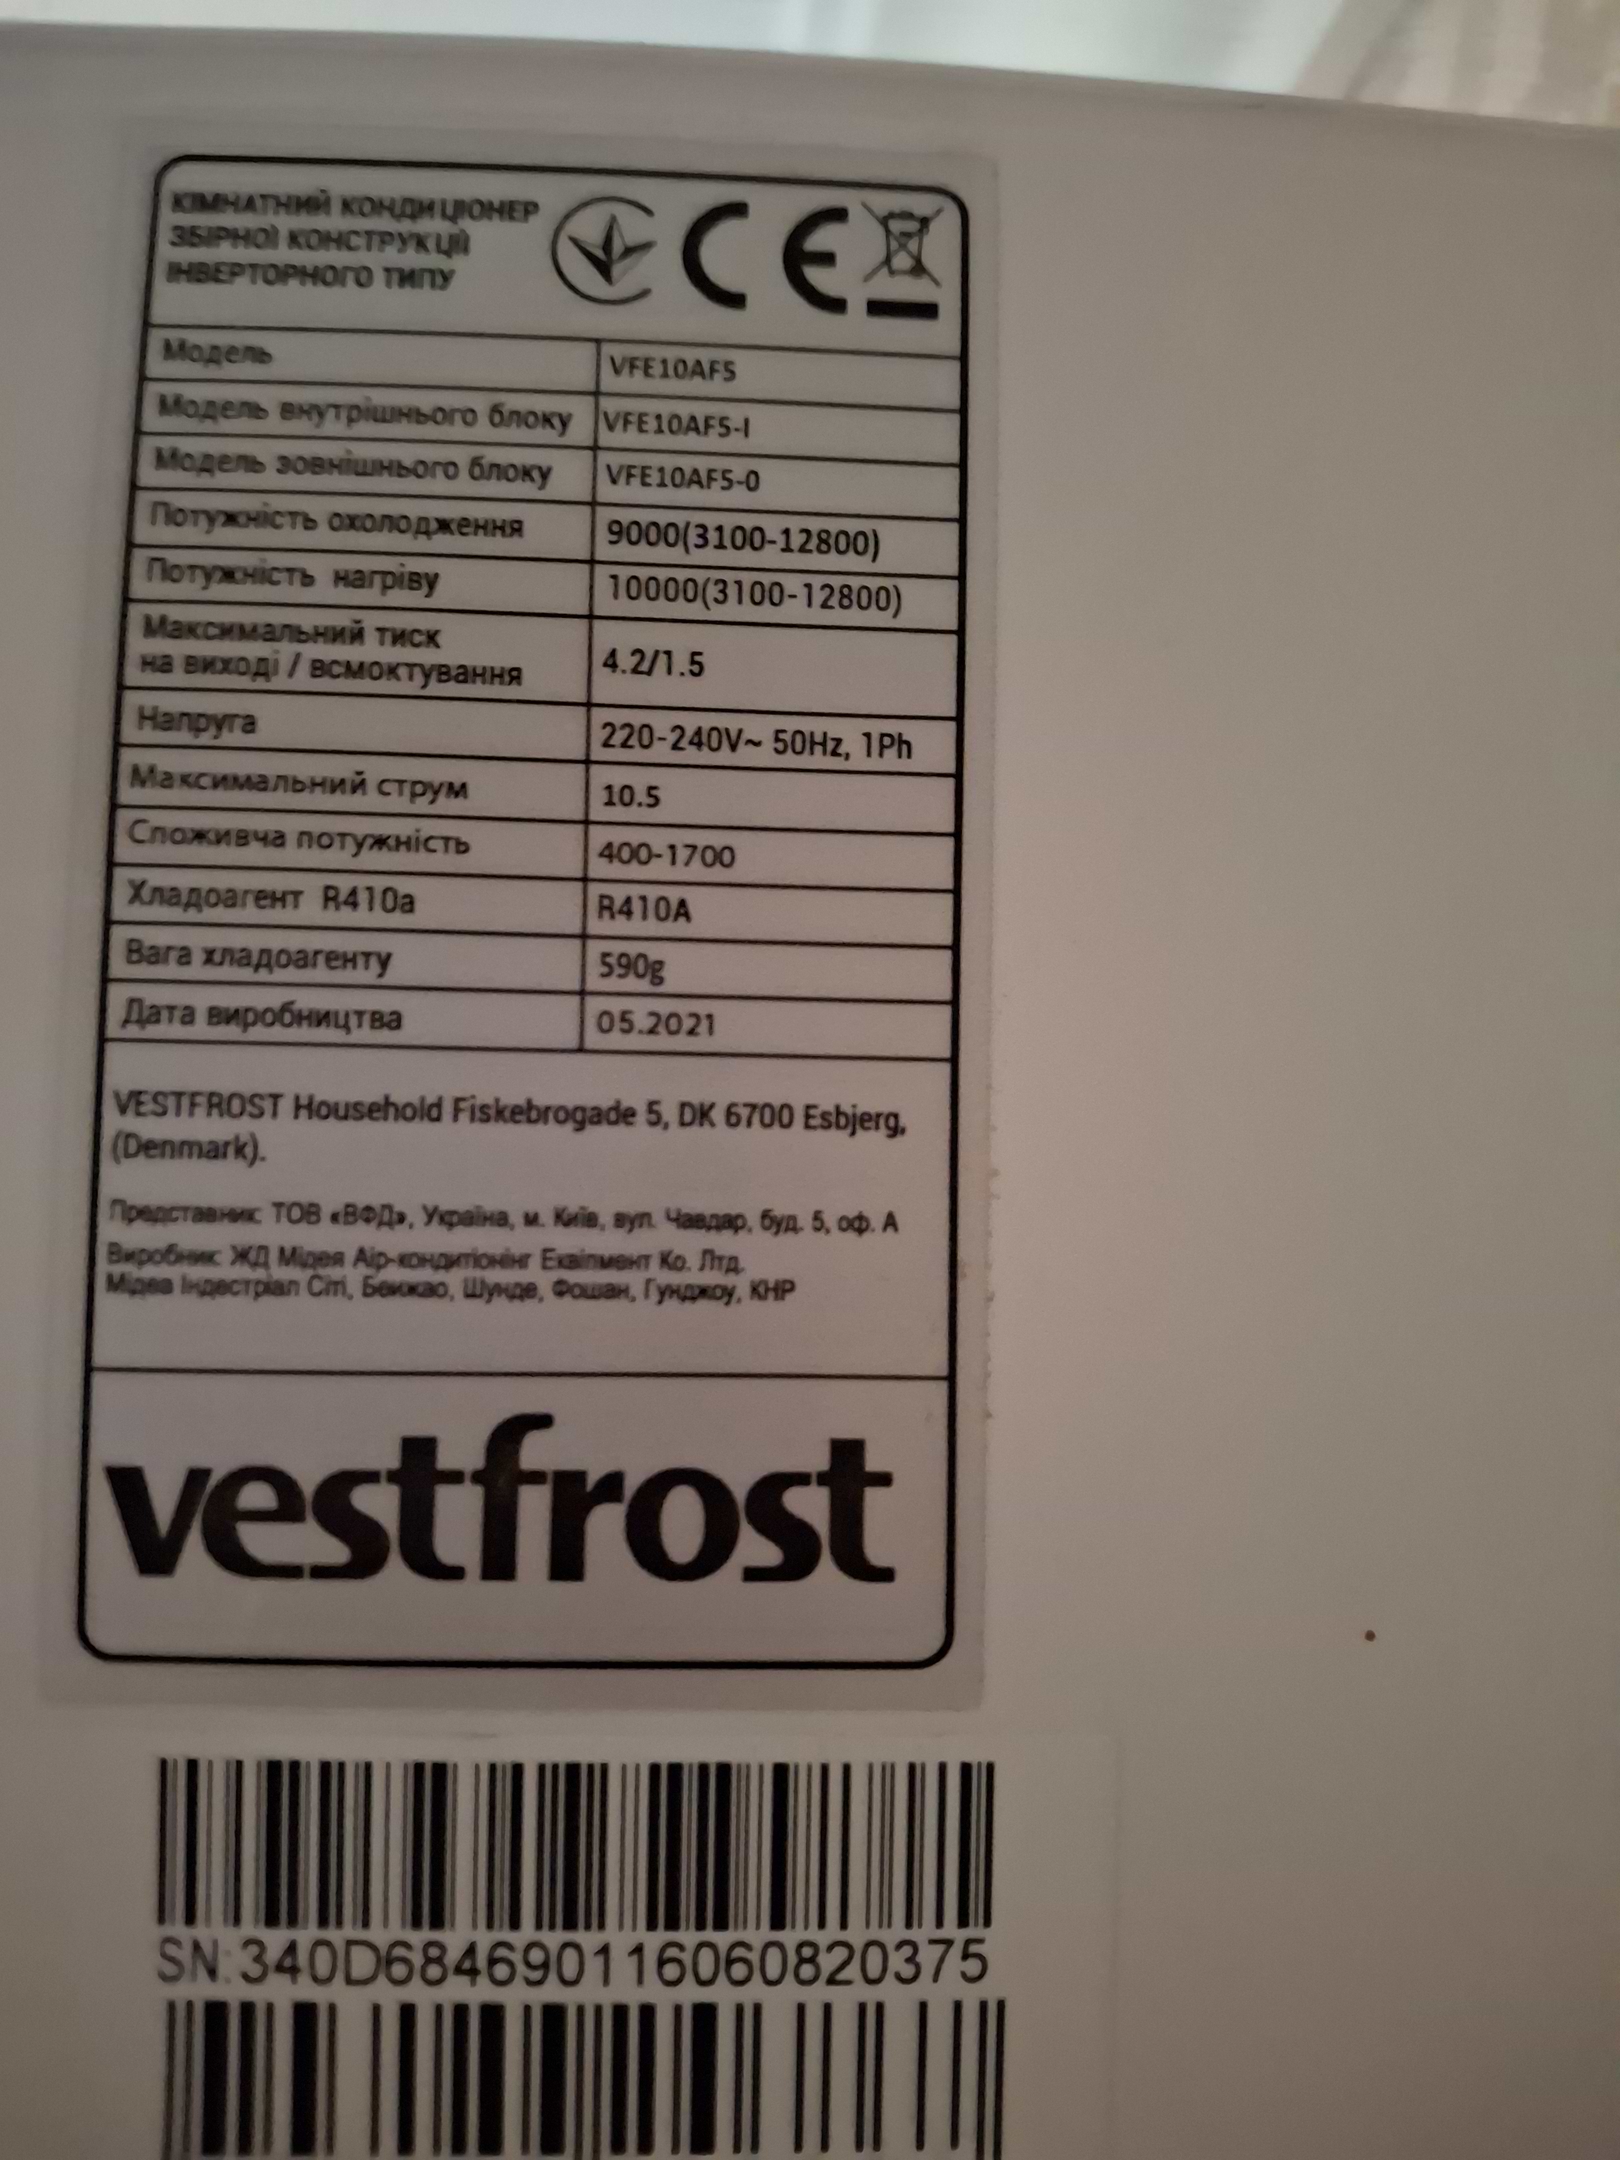 КІМНАТНИЙ КОНДИЦІОНЕР
ЗБІРНОЇ КОНСТРУКЦІЇ
ІНВЕРТОРНОГО ТИПУ
CE
Модель VFE10AF5
Модель внутрішнього блоку VFE10AF5-I
Модель зовнішнього блоку VFE10AF5-0
Потужність охолодження 9000(3100-12800)
Потужність нагріву 10000(3100-12800)
Максимальний тиск
на виході / всмоктування 4.2/1.5
Напруга 220-240V~ 50Hz, 1Ph
Максимальний струм 10.5
Споживча потужність 400-1700
Хладоагент R410a R410A
Вага хладоагенту 590g
Дата виробництва 05.2021
VESTFROST Household Fiskebrogade 5, DK 6700 Esbjerg,
(Denmark).
Представник: ТОВ «ВФД», Україна, м. Київ, вул. Чавдар, буд. 5, оф. А
Виробник: ЖД Мідея Аір-кондитіонінг Еквіпмент Ко. Лтд.
Мідеа Індестріал Сіті, Бейжао, Шунде, Фошан, Гунджоу, КНР
vestfrost
SN:340D684690116060820375